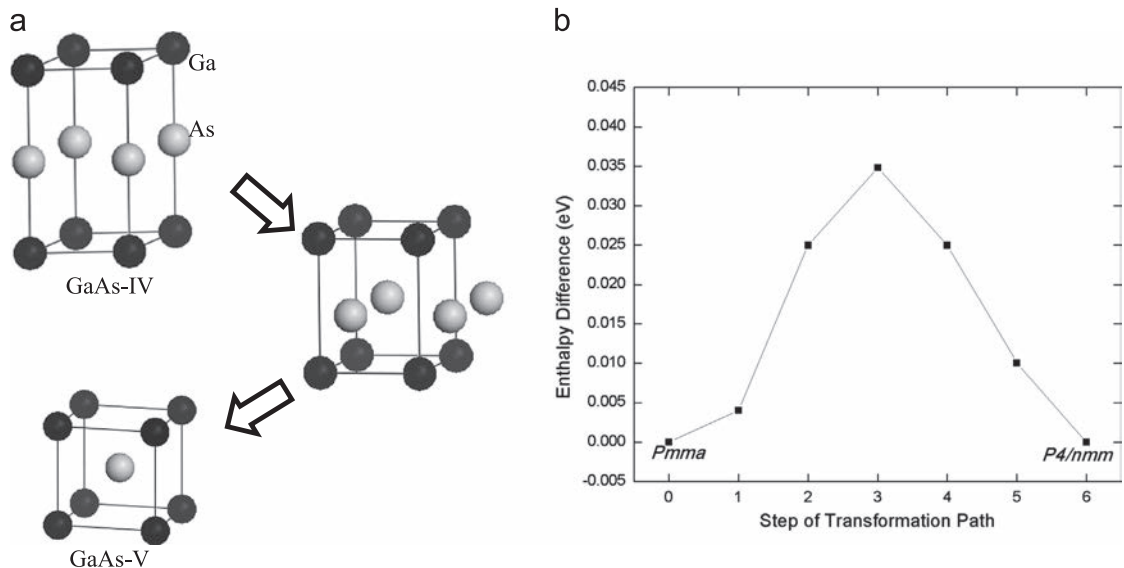 a
Ga
As
GaAs-IV
GaAs-V
b
Enthalpy Difference (eV)
0.045
0.040
0.035
0.030
0.025
0.020
0.015
0.010
0.005
0.000
-0.005
Pmma
P4/nmm
0 1 2 3 4 5 6
Step of Transformation Path